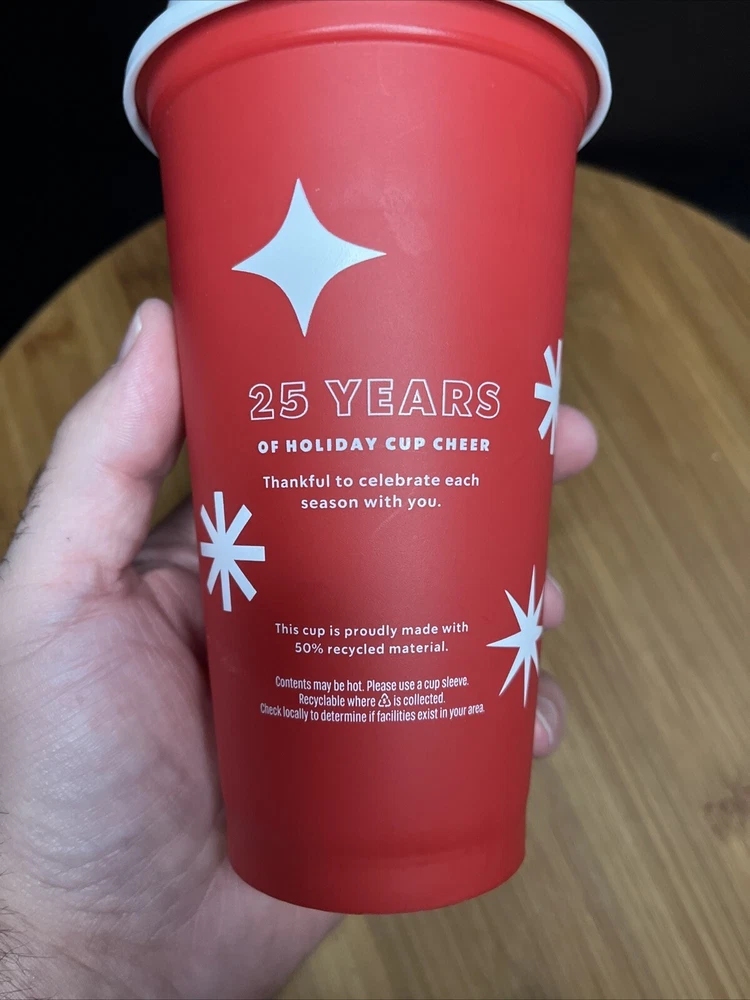 25 YEARS
OF HOLIDAY CUP CHEER
Thankful to celebrate each
season with you.
This cup is proudly made with
50% recycled material.
Contents may be hot. Please use a cup sleeve.
Recyclable where ♷ is collected.
Check locally to determine if facilities exist in your area.